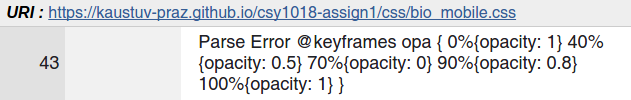 URI : https://kaustuv-praz.github.io/csy1018-assign1/css/bio_mobile.css
Parse Error @keyframes opa { 0%{opacity: 1} 40%
43 {opacity: 0.5} 70%{opacity: 0} 90%{opacity: 0.8}
100%{opacity: 1} }